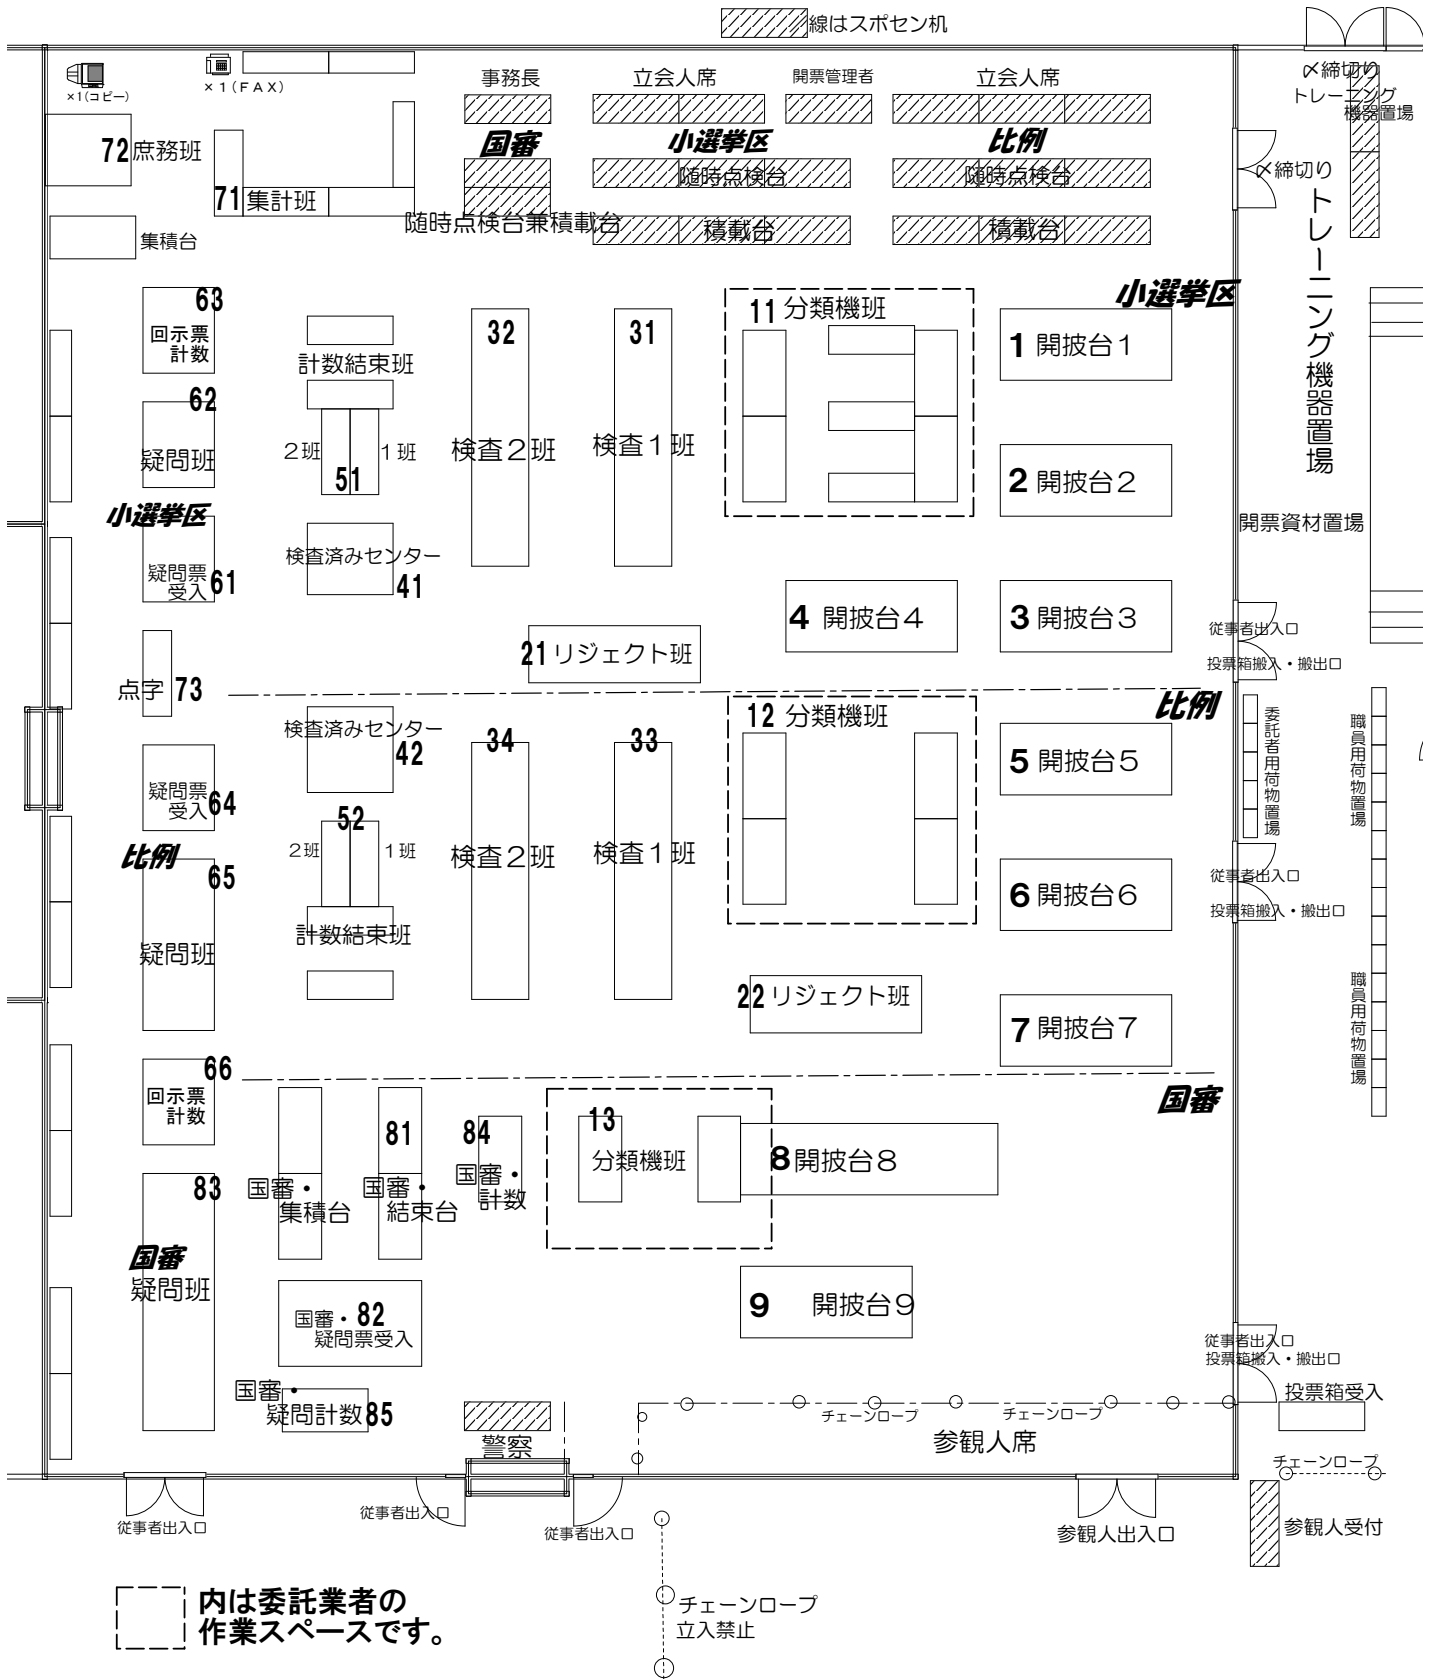 線はスポセン机
×1(コピー)
×1(FAX)
事務長
立会人席
開票管理者
立会人席
〆締切り
トレーニング
機器置場
72 庶務班
国審
小選挙区
比例
随時点検台
随時点検台
〆締切り
71 集計班
随時点検台兼積載台
積載台
積載台
集積台
トレーニング機器置場
小選挙区
63
回示票
計数
計数結束班
32
31
11 分類機班
1 開披台1
62
疑問班
2班
1班
51
検査2班
検査1班
2 開披台2
小選挙区
開票資材置場
疑問票
受入 61
検査済みセンター
41
4 開披台4
3 開披台3
従事者出入口
投票箱搬入・搬出口
21 リジェクト班
点字 73
比例
検査済みセンター
42
34
33
12 分類機班
5 開披台5
委託者用荷物置場
職員用荷物置場
疑問票
受入 64
52
2班
1班
検査2班
検査1班
比例
65
6 開披台6
従事者出入口
投票箱搬入・搬出口
計数結束班
疑問班
22 リジェクト班
7 開披台7
職員用荷物置場
66
回示票
計数
国審
81
84
13
国審・
集積台
国審・
結束台
国審・
計数
分類機班
8 開披台8
83
国審
疑問班
国審・ 82
疑問票受入
9 開披台9
従事者出入口
投票箱搬入・搬出口
国審・
疑問計数 85
投票箱受入
チェーンロープ
チェーンロープ
警察
参観人席
チェーンロープ
従事者出入口
従事者出入口
従事者出入口
参観人出入口
参観人受付
内は委託業者の
作業スペースです。
チェーンロープ
立入禁止